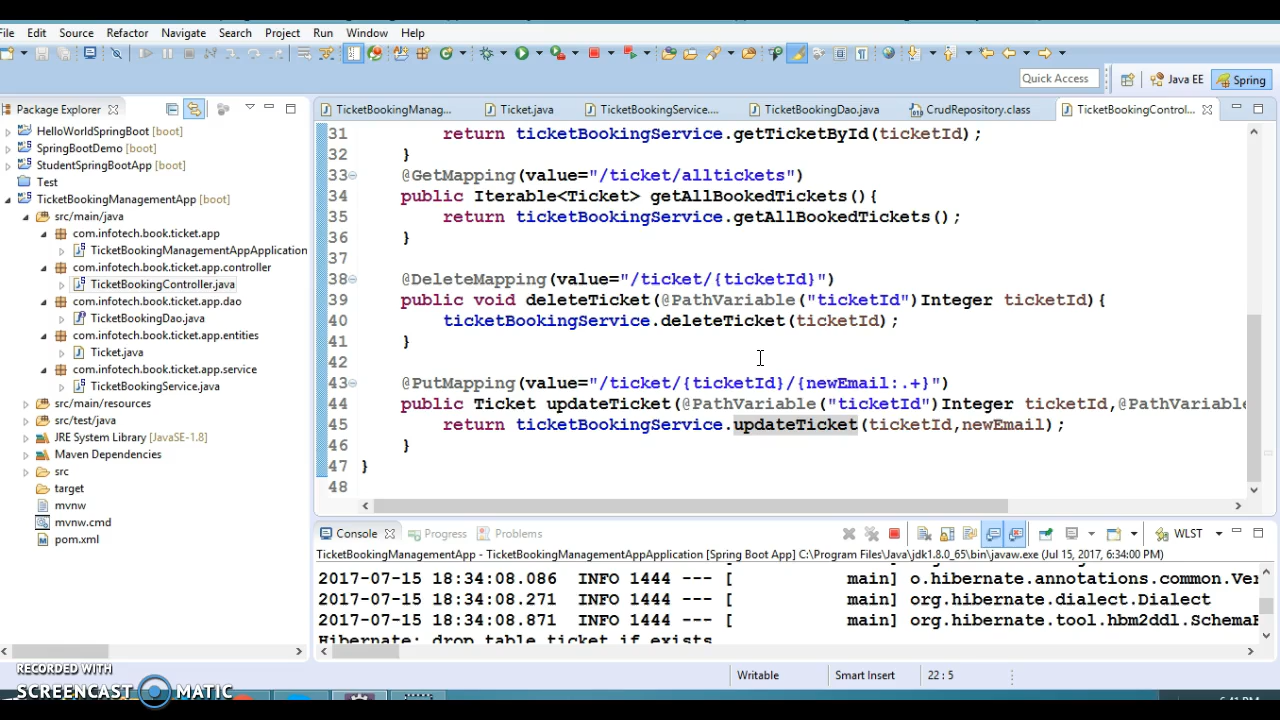 File Edit Source Refactor Navigate Search Project Run Window Help
Quick Access
Java EE
Spring
Package Explorer
HelloWorldSpringBoot [boot]
SpringBootDemo [boot]
StudentSpringBootApp [boot]
Test
TicketBookingManagementApp [boot]
src/main/java
com.infotech.book.ticket.app
TicketBookingManagementAppApplication
com.infotech.book.ticket.app.controller
TicketBookingController.java
com.infotech.book.ticket.app.dao
TicketBookingDao.java
com.infotech.book.ticket.app.entities
Ticket.java
com.infotech.book.ticket.app.service
TicketBookingService.java
src/main/resources
src/test/java
JRE System Library [JavaSE-1.8]
Maven Dependencies
src
target
mvnw
mvnw.cmd
pom.xml
TicketBookingManag... Ticket.java TicketBookingService.... TicketBookingDao.java CrudRepository.class TicketBookingControl...
31 return ticketBookingService.getTicketById(ticketId);
32 }
33 @GetMapping(value="/ticket/alltickets")
34 public Iterable<Ticket> getAllBookedTickets(){
35 return ticketBookingService.getAllBookedTickets();
36 }
37
38 @DeleteMapping(value="/ticket/{ticketId}")
39 public void deleteTicket(@PathVariable("ticketId")Integer ticketId){
40 ticketBookingService.deleteTicket(ticketId);
41 }
42
43 @PutMapping(value="/ticket/{ticketId}/{newEmail:.+}")
44 public Ticket updateTicket(@PathVariable("ticketId")Integer ticketId,@PathVariable
45 return ticketBookingService.updateTicket(ticketId,newEmail);
46 }
47 }
48
Console Progress Problems
WLST
TicketBookingManagementApp - TicketBookingManagementAppApplication [Spring Boot App] C:\Program Files\Java\jdk1.8.0_65\bin\javaw.exe (Jul 15, 2017, 6:34:00 PM)
2017-07-15 18:34:08.086 INFO 1444 --- [ main] o.hibernate.annotations.common.Ver
2017-07-15 18:34:08.271 INFO 1444 --- [ main] org.hibernate.dialect.Dialect
2017-07-15 18:34:08.871 INFO 1444 --- [ main] org.hibernate.tool.hbm2ddl.SchemaE
Hibernate: drop table ticket if exists
Writable Smart Insert 22 : 5
RECORDED WITH
SCREENCAST MATIC